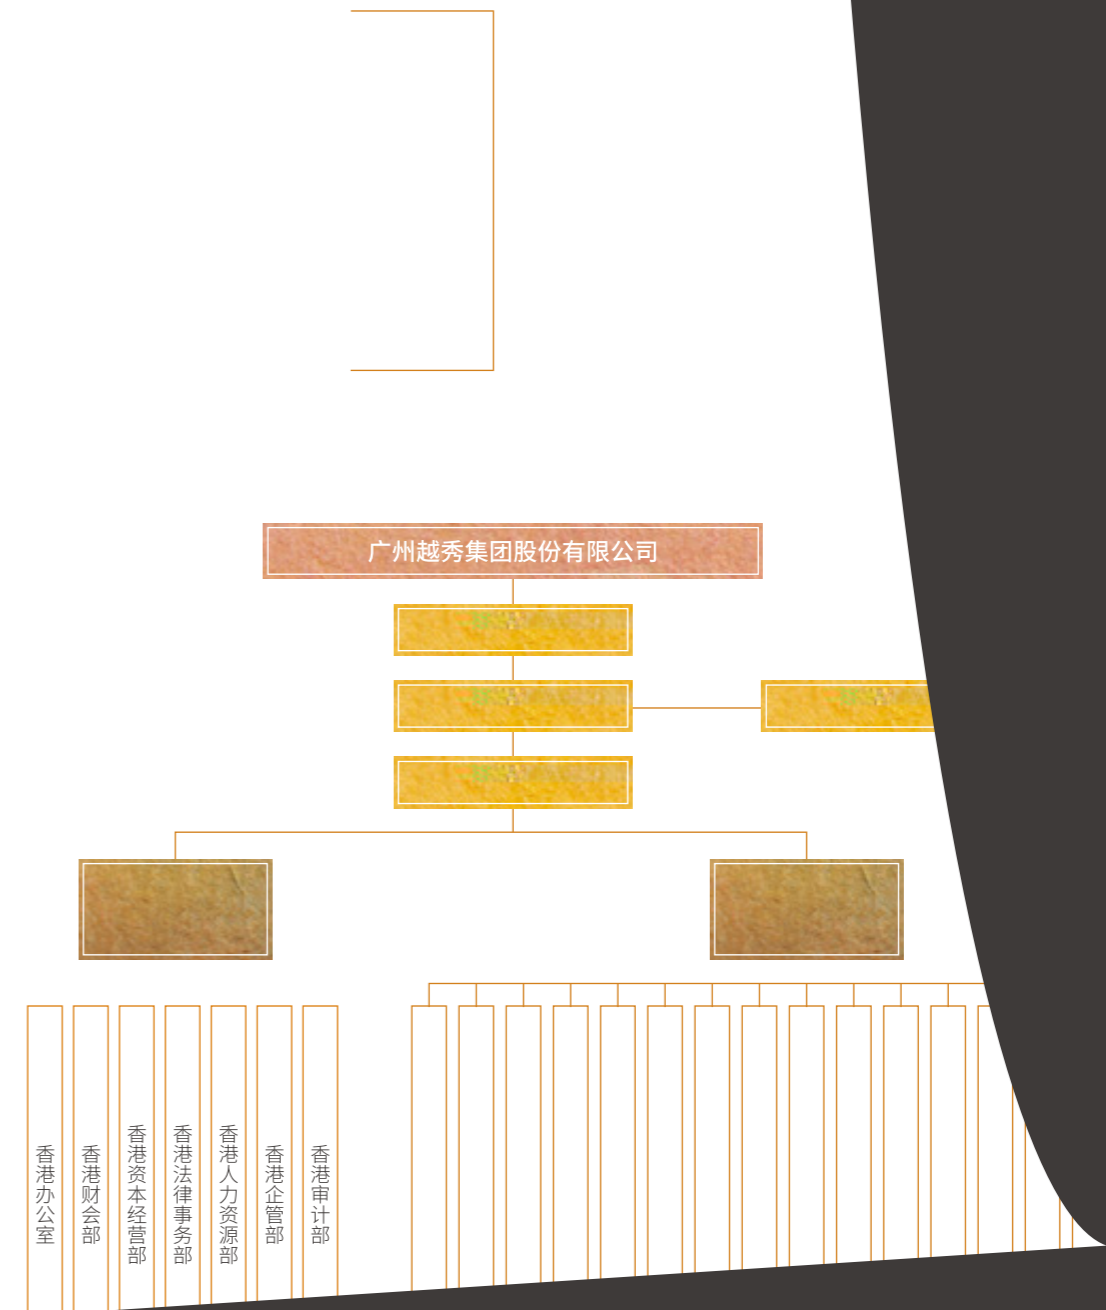 广州越秀集团股份有限公司
香港办公室
香港财会部
香港资本经营部
香港法律事务部
香港人力资源部
香港企管部
香港审计部